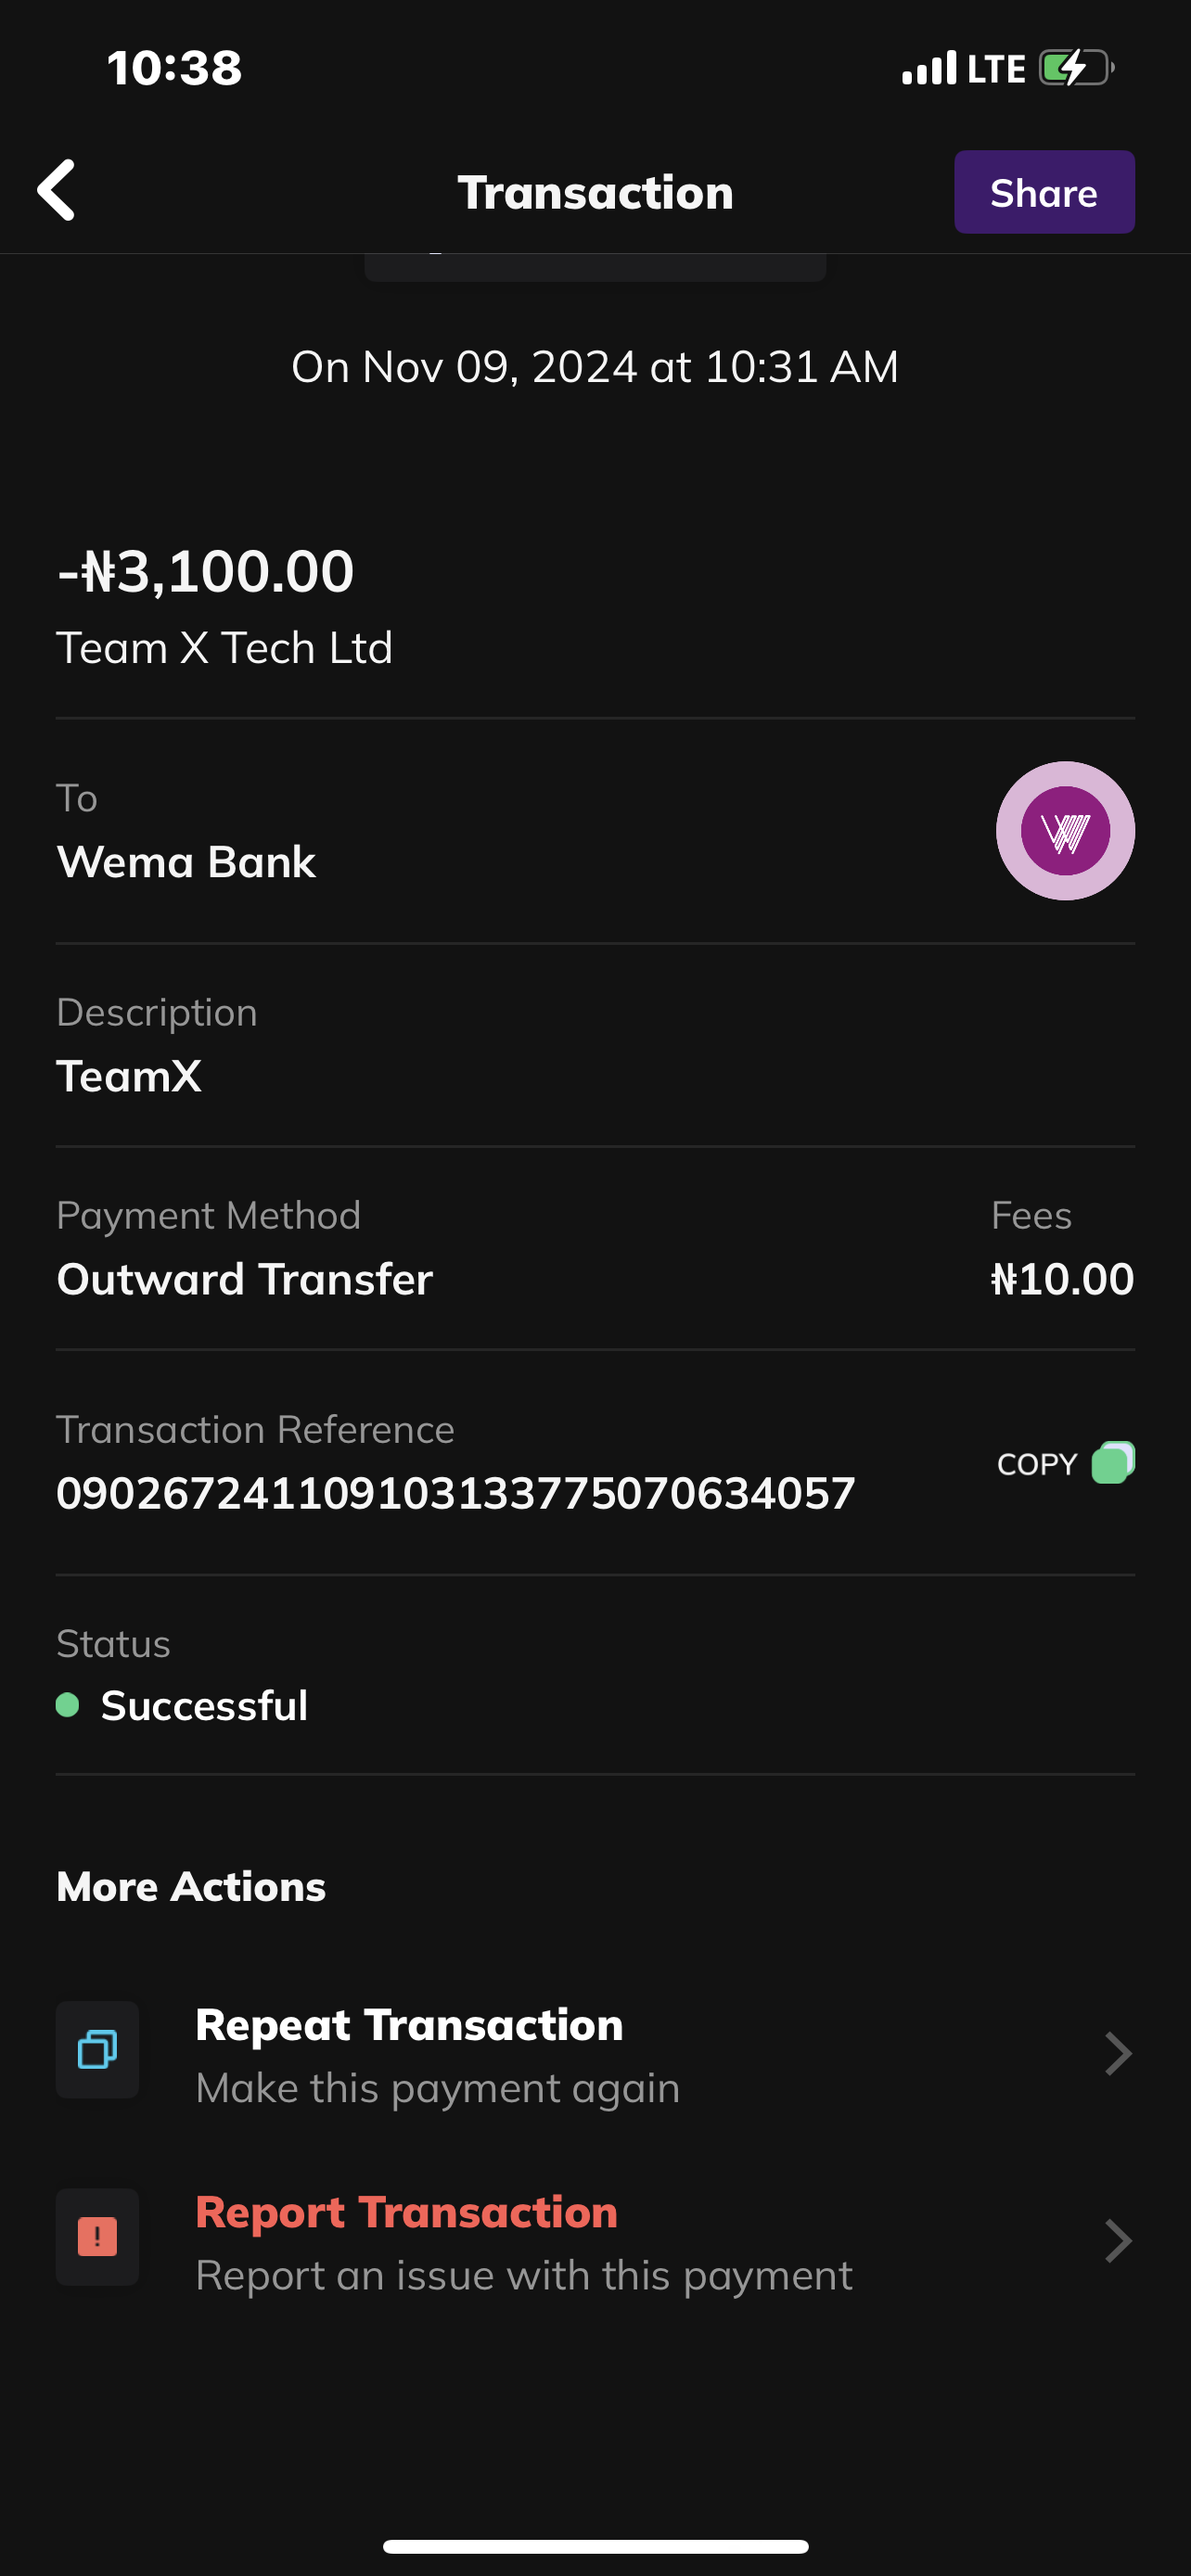 10:38
LTE
Transaction
Share
On Nov 09, 2024 at 10:31 AM
-₦3,100.00
Team X Tech Ltd
To
Wema Bank
Description
TeamX
Payment Method
Fees
Outward Transfer
₦10.00
Transaction Reference
090267241109103133775070634057
COPY
Status
Successful
More Actions
Repeat Transaction
Make this payment again
Report Transaction
Report an issue with this payment